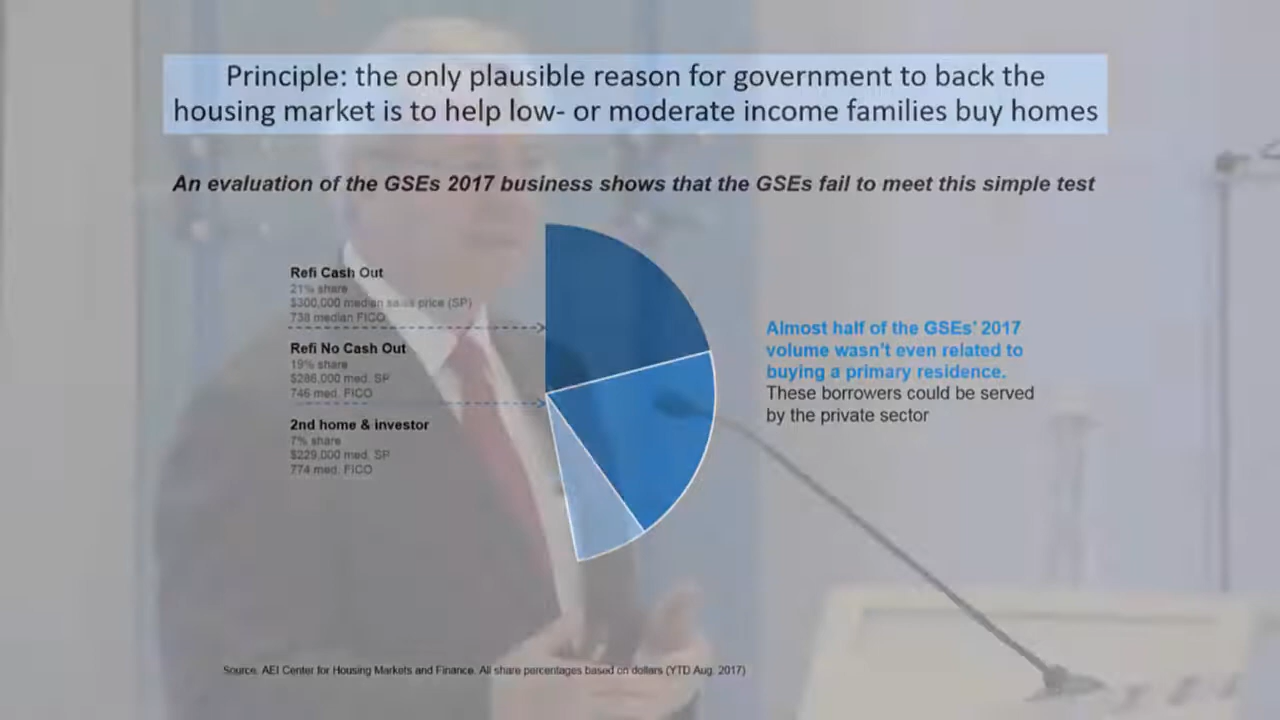 Principle: the only plausible reason for government to back the
housing market is to help low- or moderate income families buy homes
An evaluation of the GSEs 2017 business shows that the GSEs fail to meet this simple test
Refi Cash Out
21% share
$300,000 median sales price (SP)
738 median FICO
Refi No Cash Out
19% share
$286,000 med. SP
746 med. FICO
2nd home & investor
7% share
$229,000 med. SP
774 med. FICO
Almost half of the GSEs' 2017
volume wasn't even related to
buying a primary residence.
These borrowers could be served
by the private sector
Source. AEI Center for Housing Markets and Finance. All share percentages based on dollars (YTD Aug. 2017)